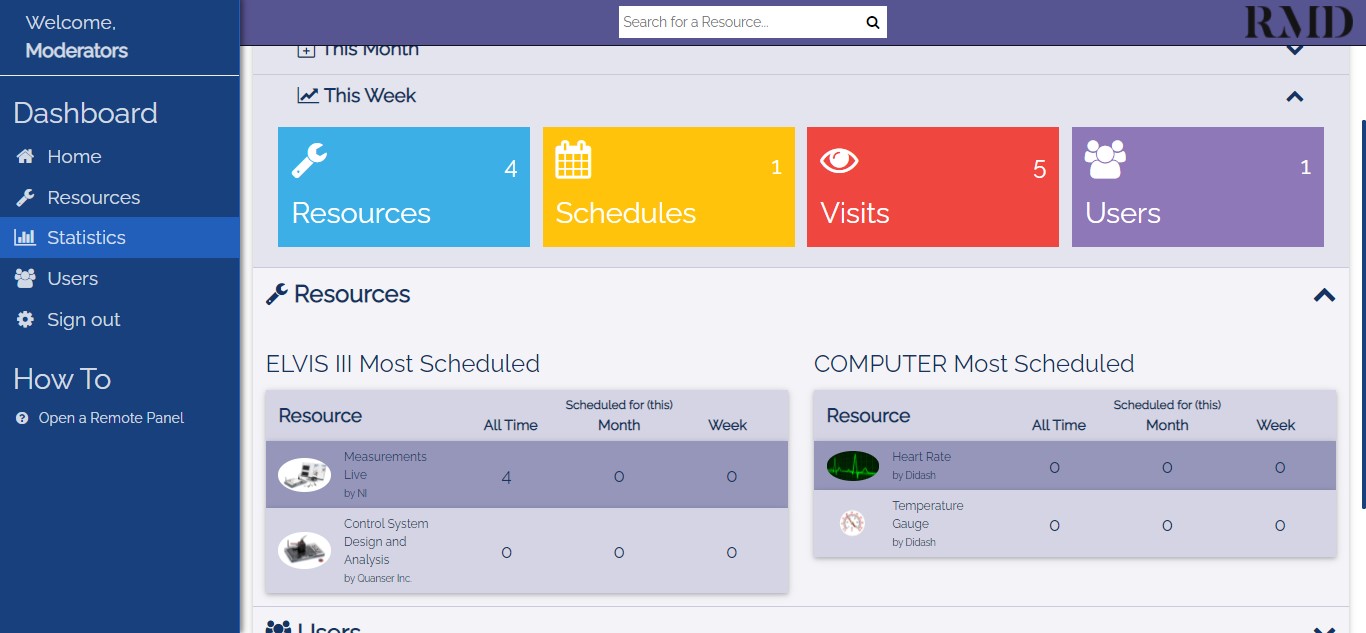 Welcome,
Moderators
Search for a Resource...
RMD
Dashboard
Home
Resources
Statistics
Users
Sign out
How To
Open a Remote Panel
This Month
This Week
4
Resources
1
Schedules
5
Visits
1
Users
Resources
ELVIS III Most Scheduled
Resource
Scheduled for (this)
All Time Month Week
Measurements
Live
by NI
4 0 0
Control System
Design and
Analysis
by Quanser Inc.
0 0 0
COMPUTER Most Scheduled
Resource
Scheduled for (this)
All Time Month Week
Heart Rate
by Didash
0 0 0
Temperature
Gauge
by Didash
0 0 0
Users